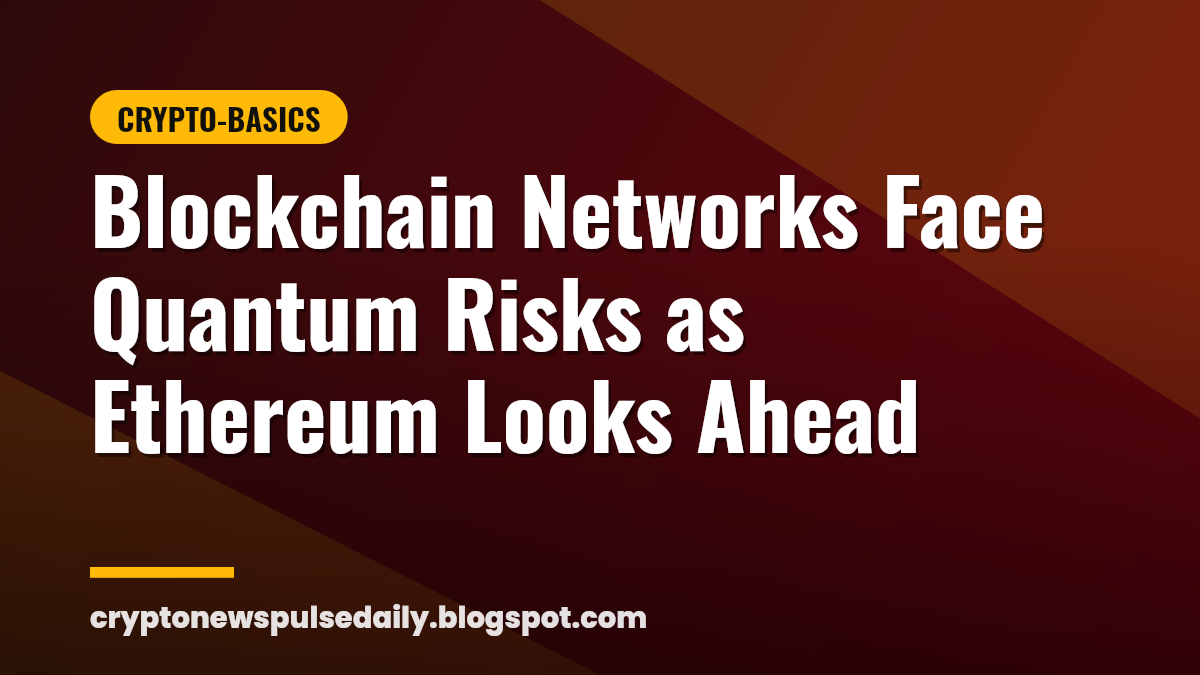 CRYPTO-BASICS
Blockchain Networks Face
Quantum Risks as
Ethereum Looks Ahead
cryptonewspulsedaily.blogspot.com